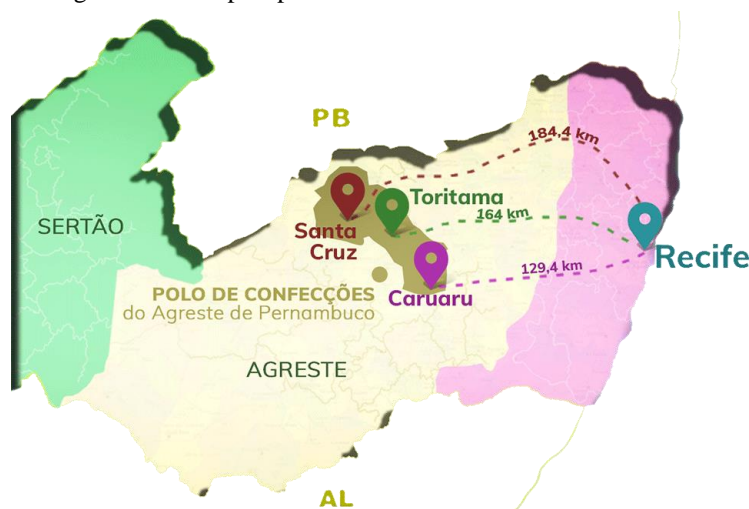 PB
184,4 km
Toritama
SERTÃO
164 km
Santa
Cruz
Recife
129,4 km
POLO DE CONFECÇÕES
Caruaru
do Agreste de Pernambuco
AGRESTE
AL